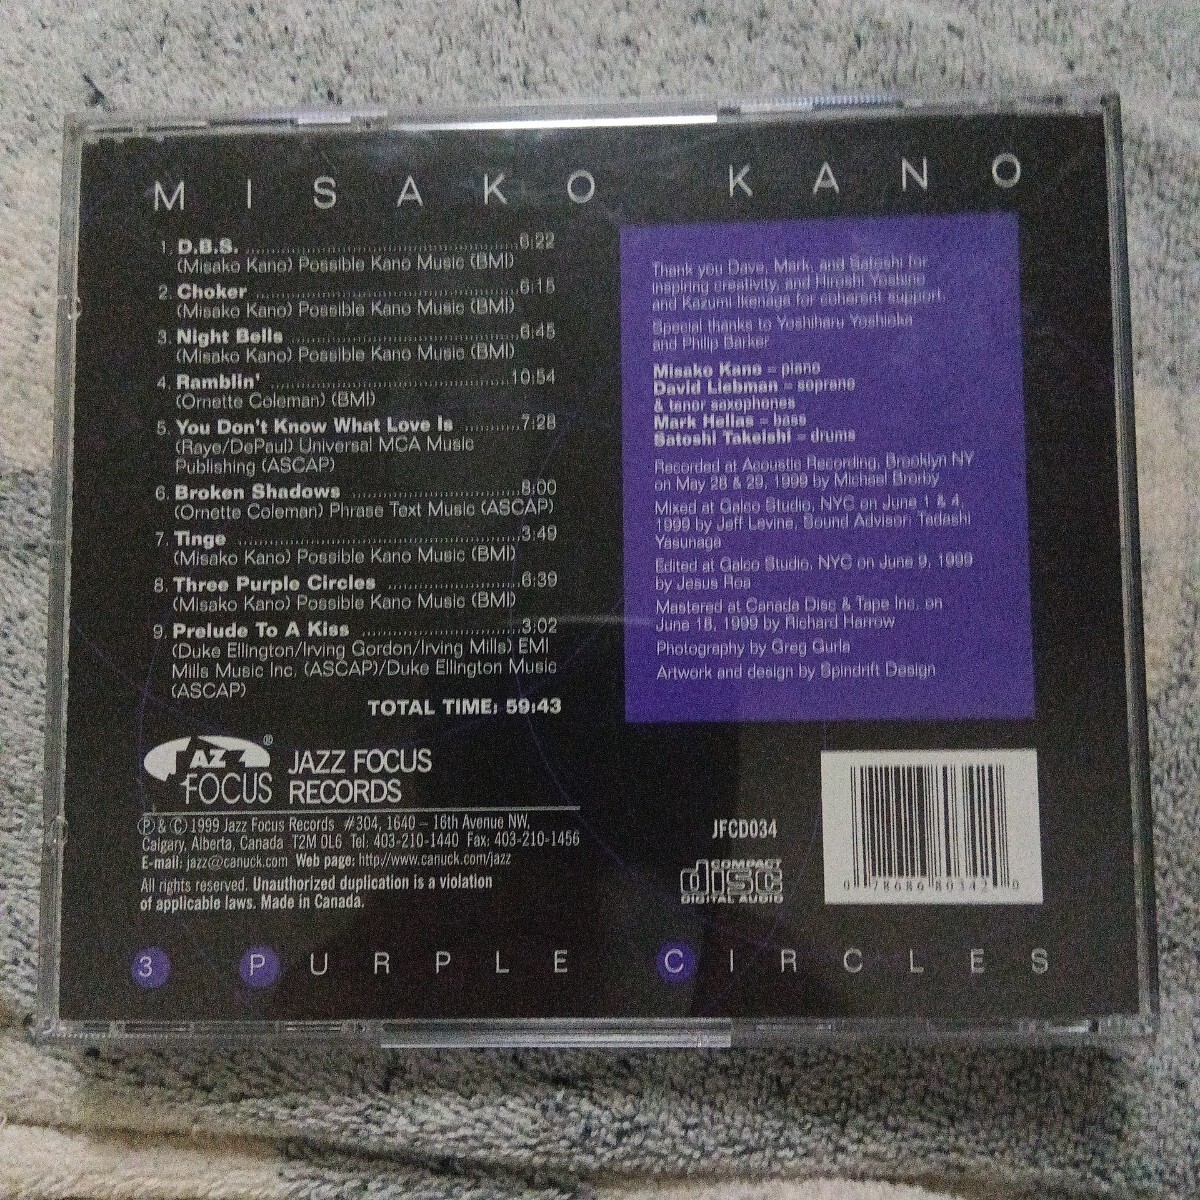 MISAKO KANO
1. D.B.S. ........................................6:22
(Misako Kano) Possible Kano Music (BMI)
2. Choker ........................................6:15
(Misako Kano) Possible Kano Music (BMI)
3. Night Bells ...................................6:45
(Misako Kano) Possible Kano Music (BMI)
4. Ramblin' ....................................10:54
(Ornette Coleman) (BMI)
5. You Don't Know What Love Is ..........7:28
(Raye/DePaul) Universal MCA Music
Publishing (ASCAP)
6. Broken Shadows ..........................8:00
(Ornette Coleman) Phrase Text Music (ASCAP)
7. Tinge ..........................................3:49
(Misako Kano) Possible Kano Music (BMI)
8. Three Purple Circles ....................6:39
(Misako Kano) Possible Kano Music (BMI)
9. Prelude To A Kiss ........................3:02
(Duke Ellington/Irving Gordon/Irving Mills) EMI
Mills Music Inc. (ASCAP)/Duke Ellington Music
(ASCAP)
TOTAL TIME: 59:43
Thank you Dave, Mark, and Satoshi for
inspiring creativity, and Hiroshi Yoshino
and Kazumi Ikenaga for coherent support.
Special thanks to Yoshiharu Yoshioka
and Philip Barker
Misako Kano – piano
David Liebman – soprano
& tenor saxophones
Mark Helias – bass
Satoshi Takeishi – drums
Recorded at Acoustic Recording, Brooklyn NY
on May 28 & 29, 1999 by Michael Brorby
Mixed at Galco Studio, NYC on June 1 & 4,
1999 by Jeff Levine, Sound Advisor: Tadashi
Yasunaga
Edited at Galco Studio, NYC on June 9, 1999
by Jesus Roa
Mastered at Canada Disc & Tape Inc. on
June 18, 1999 by Richard Harrow
Photography by Greg Gurla
Artwork and design by Spindrift Design
JAZZ®
FOCUS
JAZZ FOCUS
RECORDS
Ⓟ & © 1999 Jazz Focus Records #304, 1640 – 16th Avenue NW,
Calgary, Alberta, Canada T2M 0L6 Tel: 403-210-1440 Fax: 403-210-1456
E-mail: jazz@canuck.com Web page: http://www.canuck.com/jazz
All rights reserved. Unauthorized duplication is a violation
of applicable laws. Made in Canada.
JFCD034
COMPACT
disc
DIGITAL AUDIO
0 78686 80342 0
3 PURPLE CIRCLES